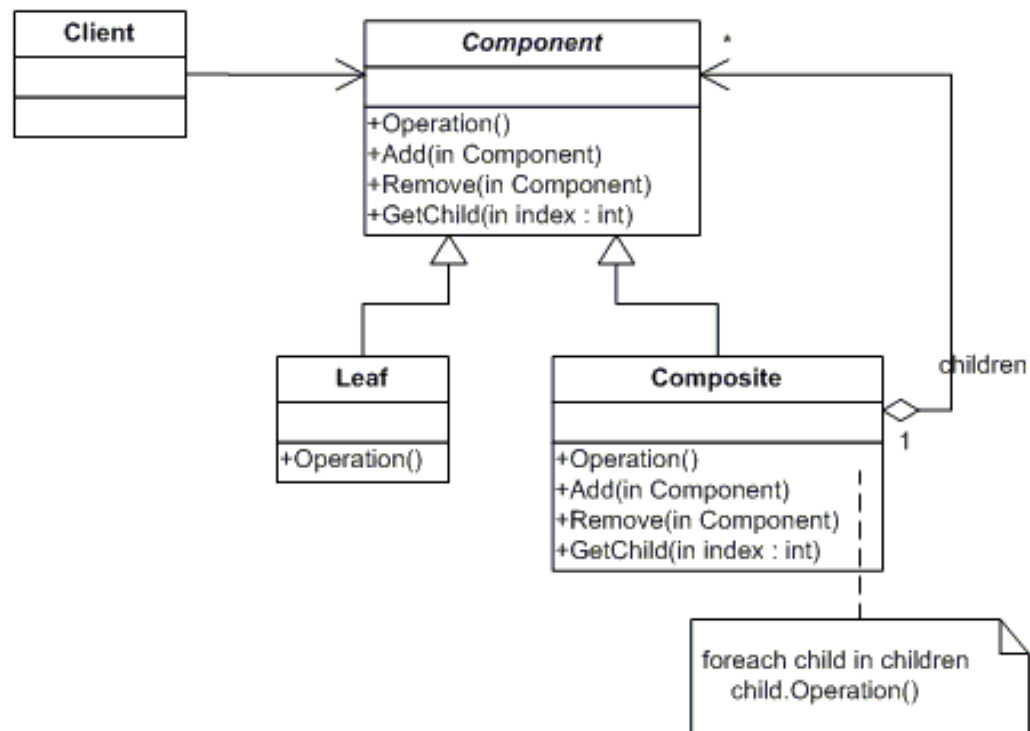 Client
Component
*
+Operation()
+Add(in Component)
+Remove(in Component)
+GetChild(in index : int)
children
Leaf
+Operation()
Composite
1
+Operation()
+Add(in Component)
+Remove(in Component)
+GetChild(in index : int)
foreach child in children
child.Operation()